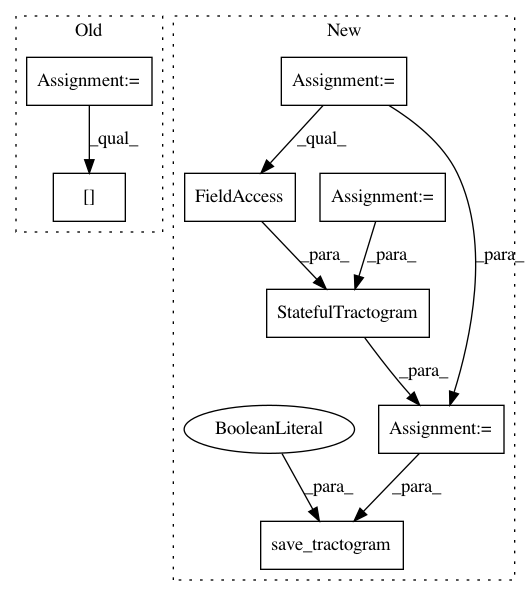 Old
New
Assignment:=
Assignment:=
_qual_
_qual_
[]
FieldAccess
Assignment:=
_para_
_para_
_para_
StatefulTractogram
_para_
BooleanLiteral
Assignment:=
_para_
_para_
save_tractogram